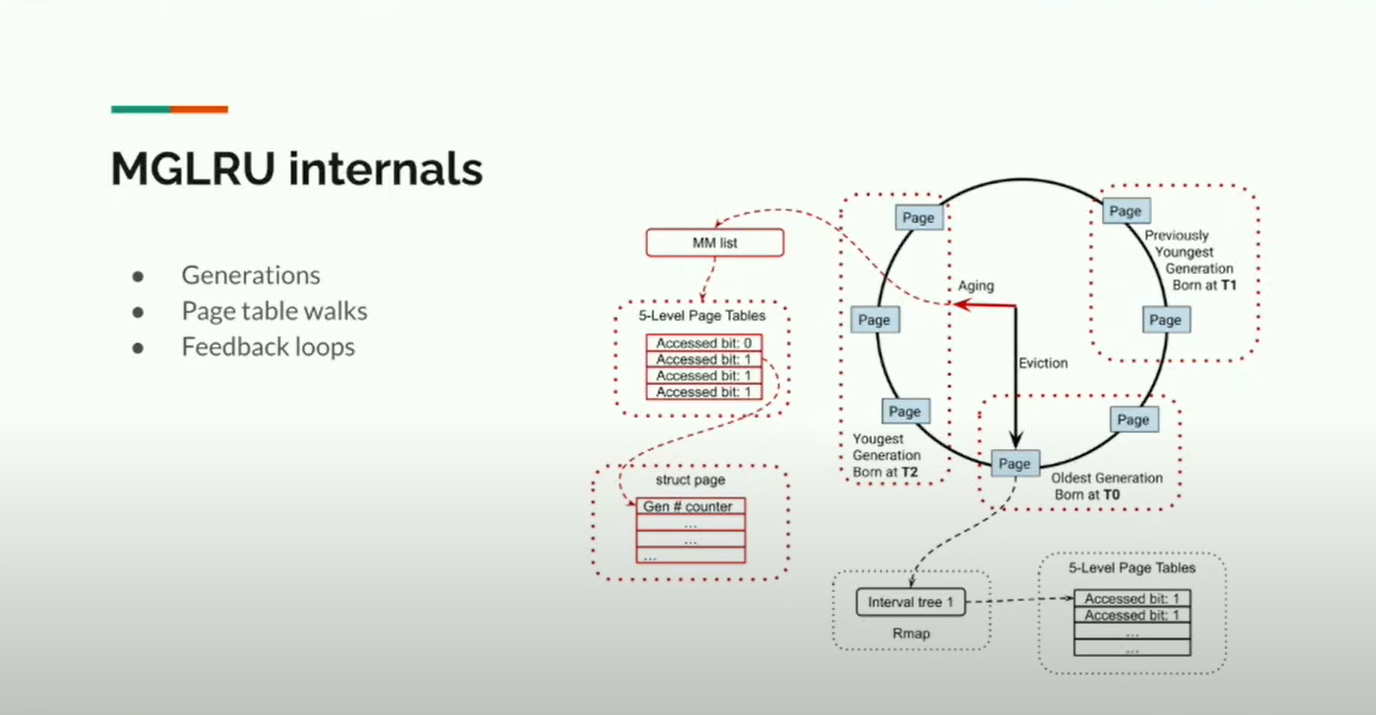 MGLRU internals
Generations
Page table walks
Feedback loops
MM list
5-Level Page Tables
Accessed bit: 0
Accessed bit: 1
Accessed bit: 1
Accessed bit: 1
struct page
Gen # counter
...
...
...
Page
Page
Page
Yougest
Generation
Born at T2
Aging
Eviction
Page
Previously
Youngest
Generation
Born at T1
Page
Page
Page
Oldest Generation
Born at T0
Interval tree 1
Rmap
5-Level Page Tables
Accessed bit: 1
Accessed bit: 1
...
...